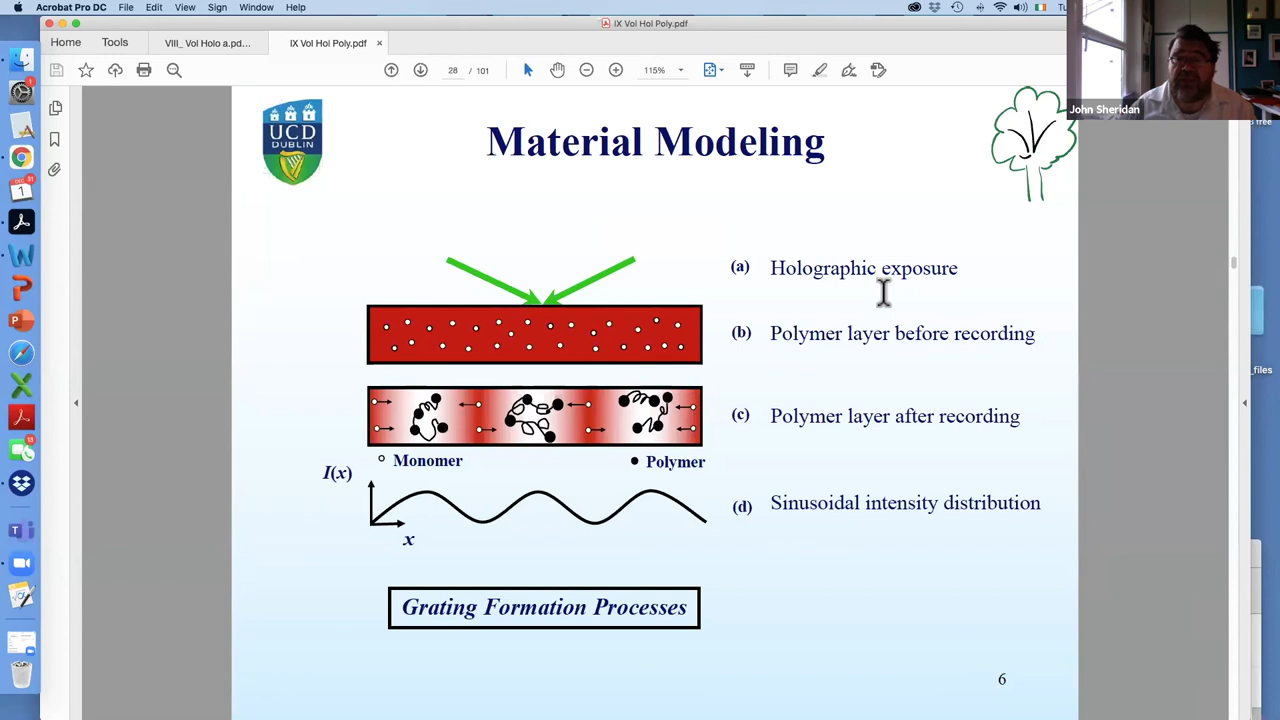 Acrobat Pro DC File Edit View Sign Window Help
IX Vol Hol Poly.pdf
Home Tools VIII_ Vol Holo a.pd... IX Vol Hol Poly.pdf ×
28 / 101 115%
John Sheridan
UCD
DUBLIN
Material Modeling
(a) Holographic exposure
(b) Polymer layer before recording
(c) Polymer layer after recording
Monomer Polymer
I(x)
(d) Sinusoidal intensity distribution
x
Grating Formation Processes
6
_files